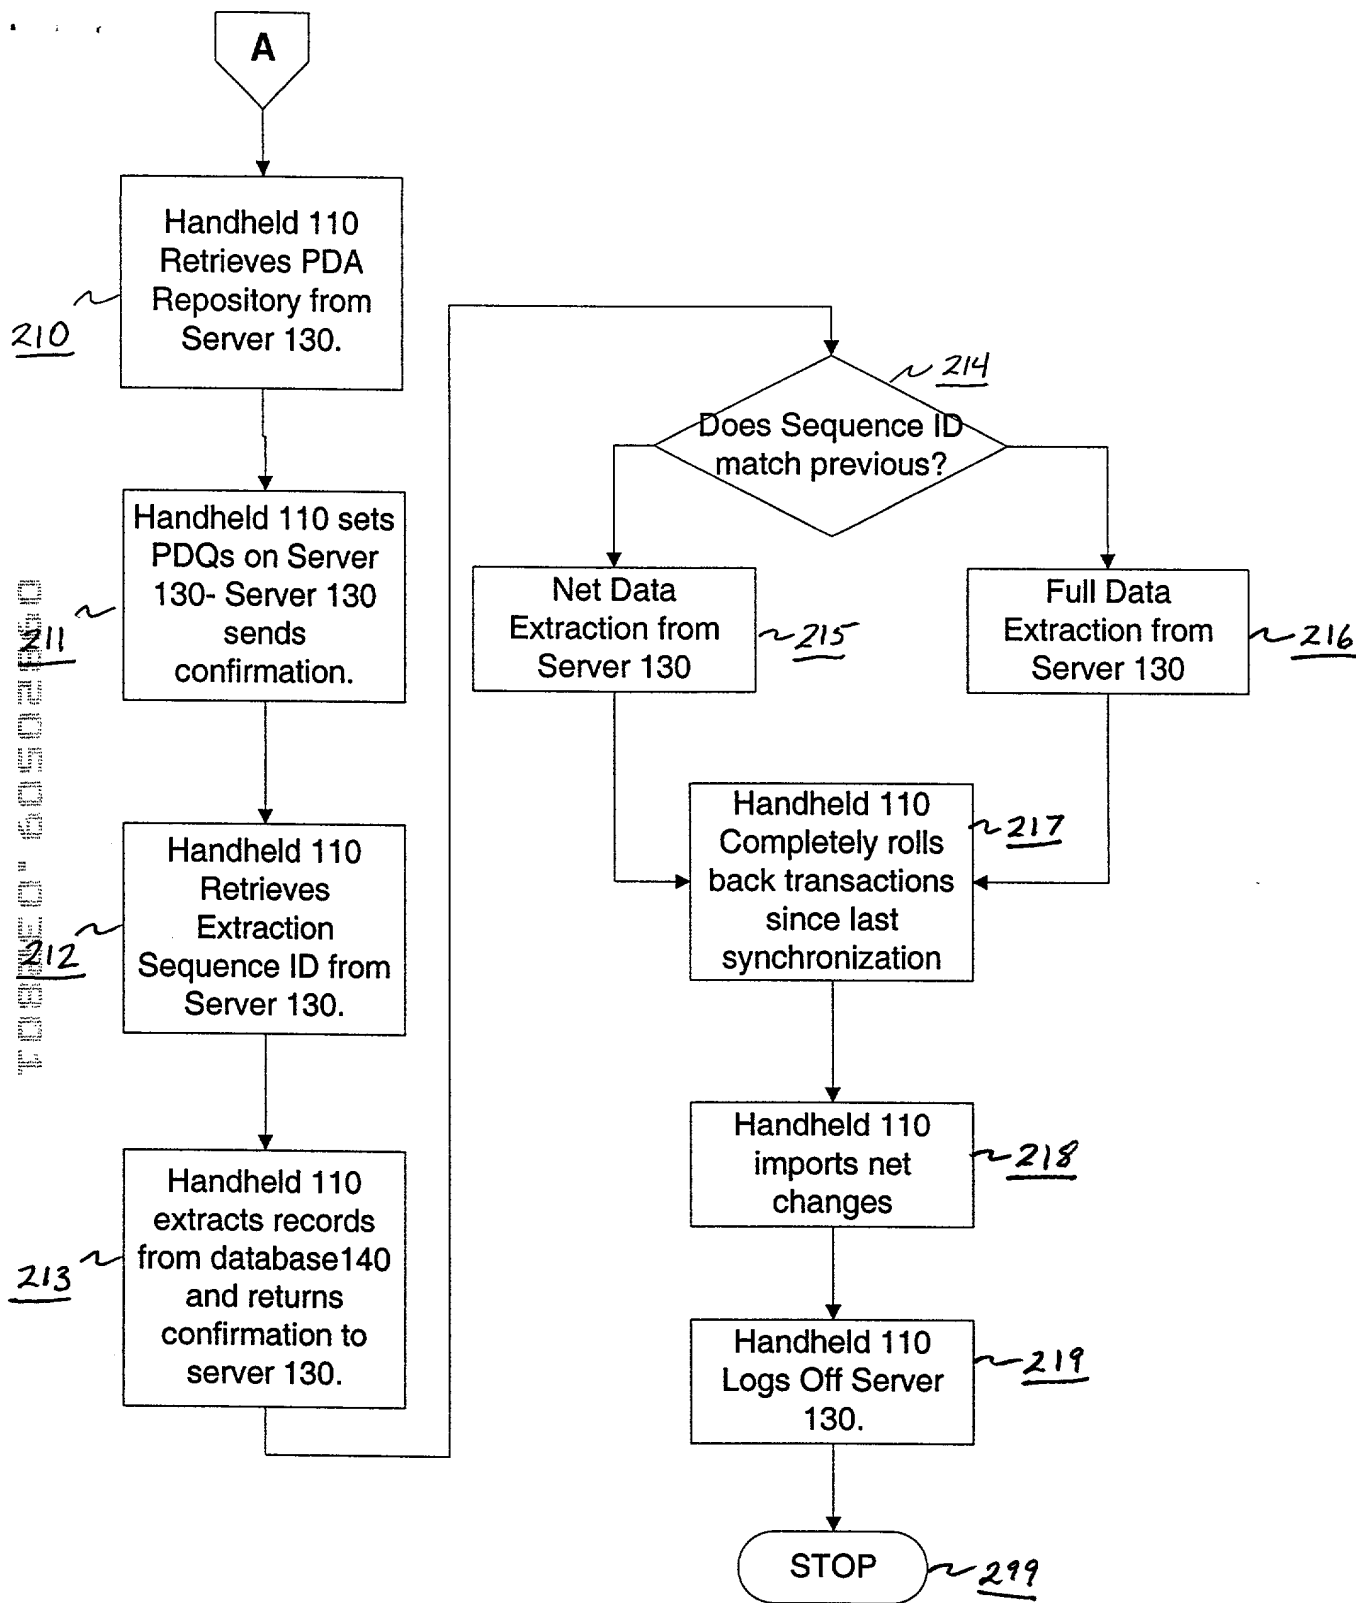 A
Handheld 110
Retrieves PDA
Repository from
Server 130.
210
Handheld 110 sets
PDQs on Server
130- Server 130
sends
confirmation.
211
Handheld 110
Retrieves
Extraction
Sequence ID from
Server 130.
212
Handheld 110
extracts records
from database140
and returns
confirmation to
server 130.
213
214
Does Sequence ID
match previous?
Net Data
Extraction from
Server 130
215
Full Data
Extraction from
Server 130
216
Handheld 110
Completely rolls
back transactions
since last
synchronization
217
Handheld 110
imports net
changes
218
Handheld 110
Logs Off Server
130.
219
STOP
299